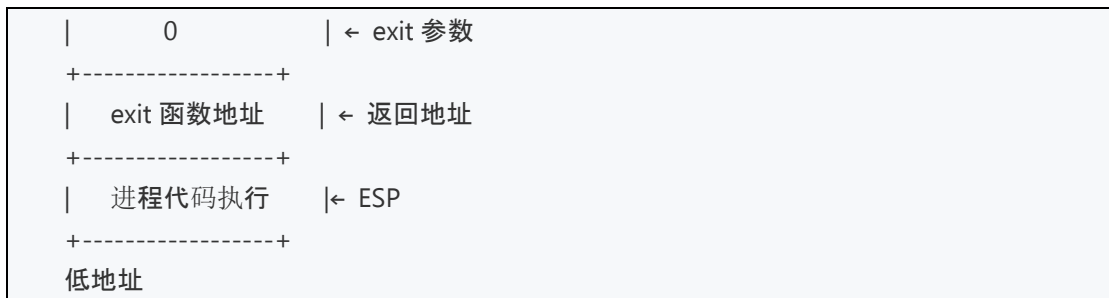 |          0                | ← exit 参数
+------------------+
|    exit 函数地址     | ← 返回地址
+------------------+
|    进程代码执行     |← ESP
+------------------+
低地址